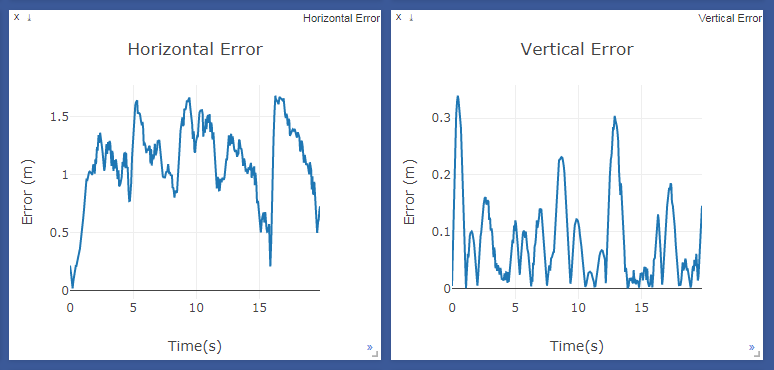 x ↓ Horizontal Error
Horizontal Error
Error (m)
1.5
1
0.5
0
0 5 10 15
Time(s)
»
x ↓ Vertical Error
Vertical Error
Error (m)
0.3
0.2
0.1
0
0 5 10 15
Time(s)
»